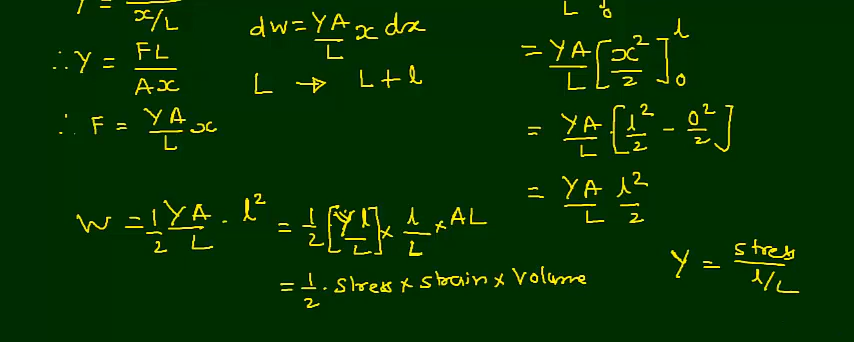 x/L
∴Y = FL/Ax
∴ F = YA/L x
dw = YA/L x dx
L → L + l
= YA/L [x²/2]₀ˡ
= YA/L [l²/2 - 0²/2]
= YA/L l²/2
W = 1/2 YA/L · l² = 1/2 [Yl/L] × l/L × AL
= 1/2 · stress × strain × volume
Y = stress / l/L